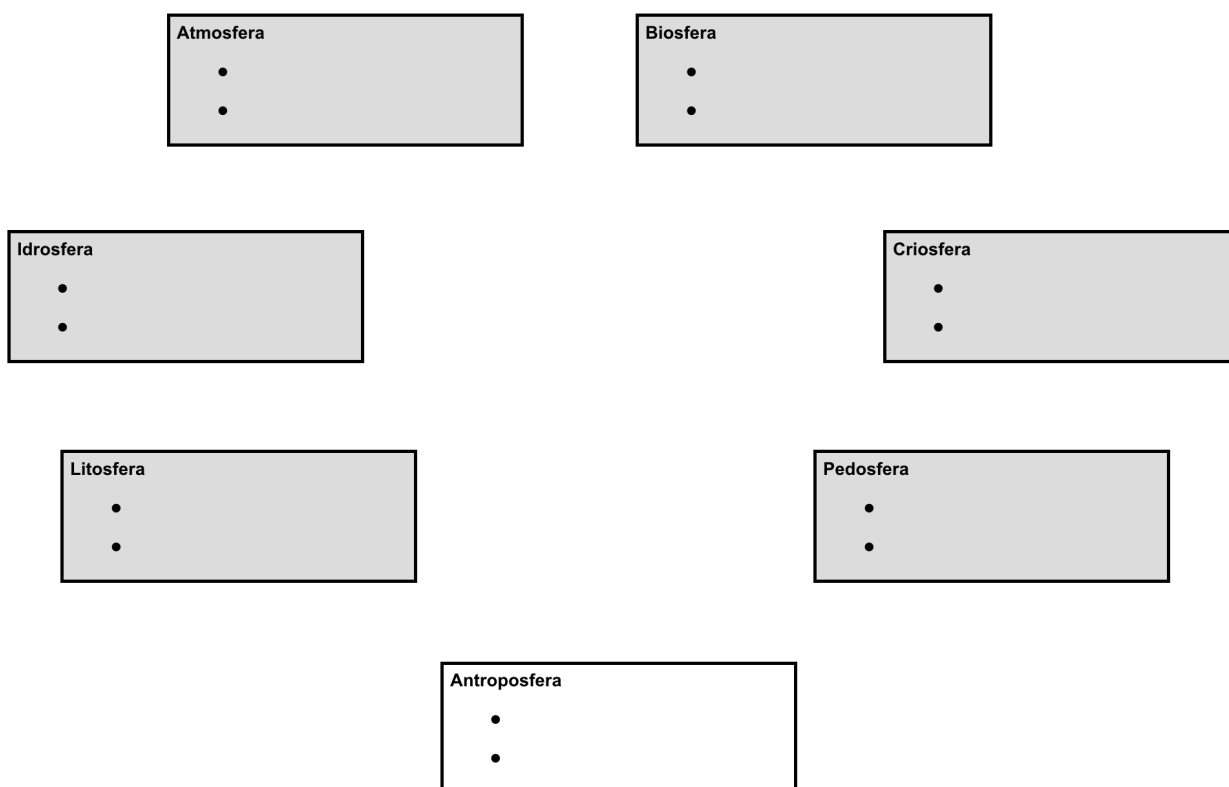 Atmosfera
•
•
Biosfera
•
•
Idrosfera
•
•
Criosfera
•
•
Litosfera
•
•
Pedosfera
•
•
Antroposfera
•
•